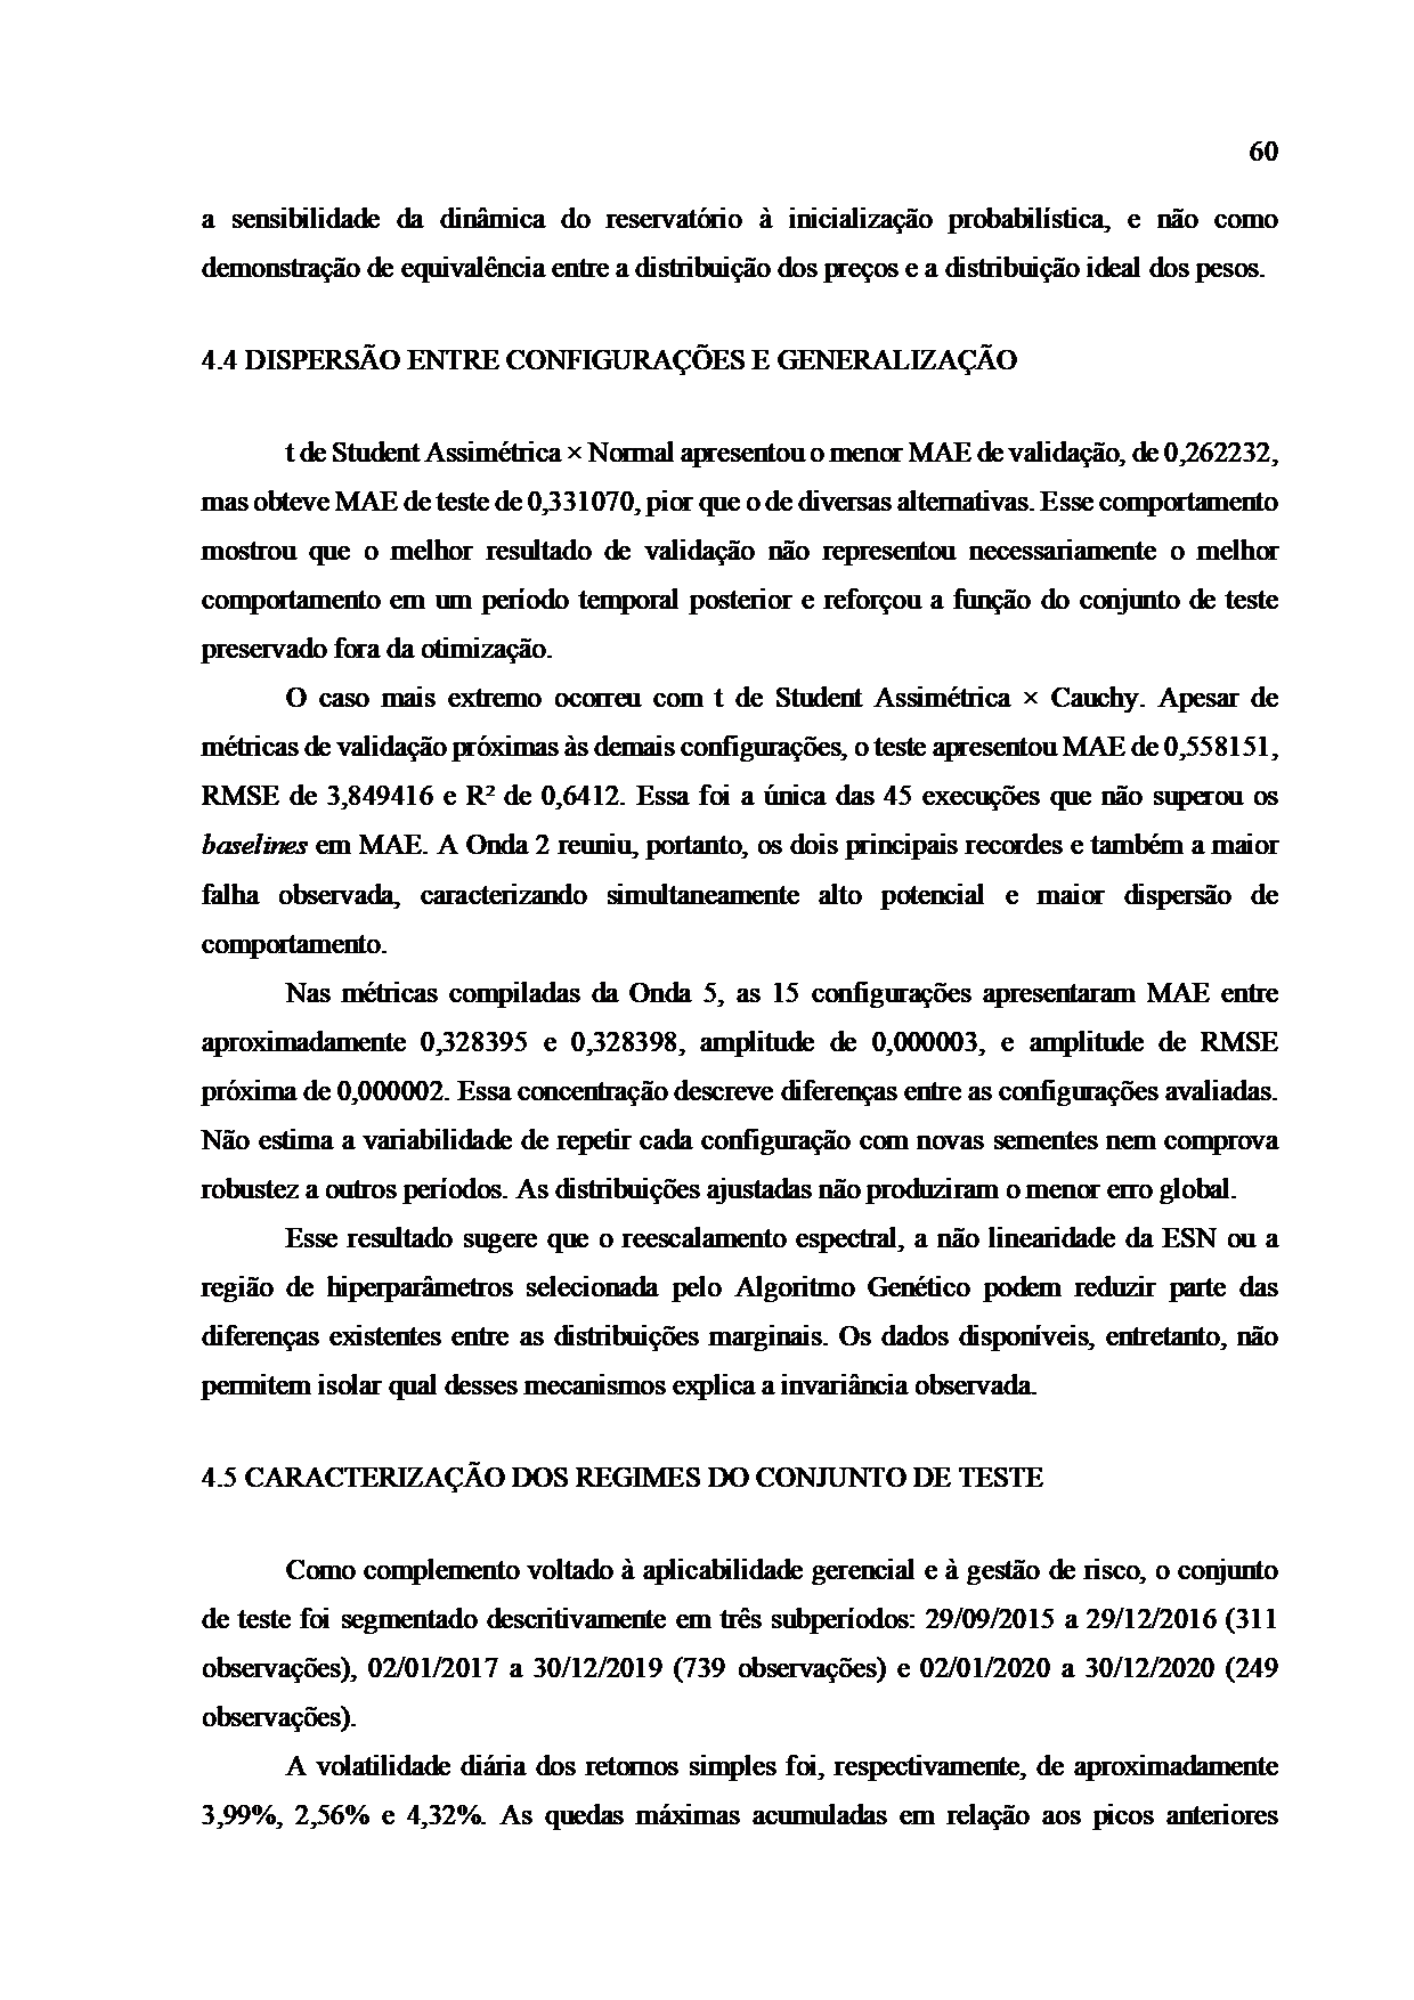 60
a sensibilidade da dinâmica do reservatório à inicialização probabilística, e não como
demonstração de equivalência entre a distribuição dos preços e a distribuição ideal dos pesos.
4.4 DISPERSÃO ENTRE CONFIGURAÇÕES E GENERALIZAÇÃO
t de Student Assimétrica × Normal apresentou o menor MAE de validação, de 0,262232,
mas obteve MAE de teste de 0,331070, pior que o de diversas alternativas. Esse comportamento
mostrou que o melhor resultado de validação não representou necessariamente o melhor
comportamento em um período temporal posterior e reforçou a função do conjunto de teste
preservado fora da otimização.
O caso mais extremo ocorreu com t de Student Assimétrica × Cauchy. Apesar de
métricas de validação próximas às demais configurações, o teste apresentou MAE de 0,558151,
RMSE de 3,849416 e R² de 0,6412. Essa foi a única das 45 execuções que não superou os
baselines em MAE. A Onda 2 reuniu, portanto, os dois principais recordes e também a maior
falha observada, caracterizando simultaneamente alto potencial e maior dispersão de
comportamento.
Nas métricas compiladas da Onda 5, as 15 configurações apresentaram MAE entre
aproximadamente 0,328395 e 0,328398, amplitude de 0,000003, e amplitude de RMSE
próxima de 0,000002. Essa concentração descreve diferenças entre as configurações avaliadas.
Não estima a variabilidade de repetir cada configuração com novas sementes nem comprova
robustez a outros períodos. As distribuições ajustadas não produziram o menor erro global.
Esse resultado sugere que o reescalamento espectral, a não linearidade da ESN ou a
região de hiperparâmetros selecionada pelo Algoritmo Genético podem reduzir parte das
diferenças existentes entre as distribuições marginais. Os dados disponíveis, entretanto, não
permitem isolar qual desses mecanismos explica a invariância observada.
4.5 CARACTERIZAÇÃO DOS REGIMES DO CONJUNTO DE TESTE
Como complemento voltado à aplicabilidade gerencial e à gestão de risco, o conjunto
de teste foi segmentado descritivamente em três subperíodos: 29/09/2015 a 29/12/2016 (311
observações), 02/01/2017 a 30/12/2019 (739 observações) e 02/01/2020 a 30/12/2020 (249
observações).
A volatilidade diária dos retornos simples foi, respectivamente, de aproximadamente
3,99%, 2,56% e 4,32%. As quedas máximas acumuladas em relação aos picos anteriores